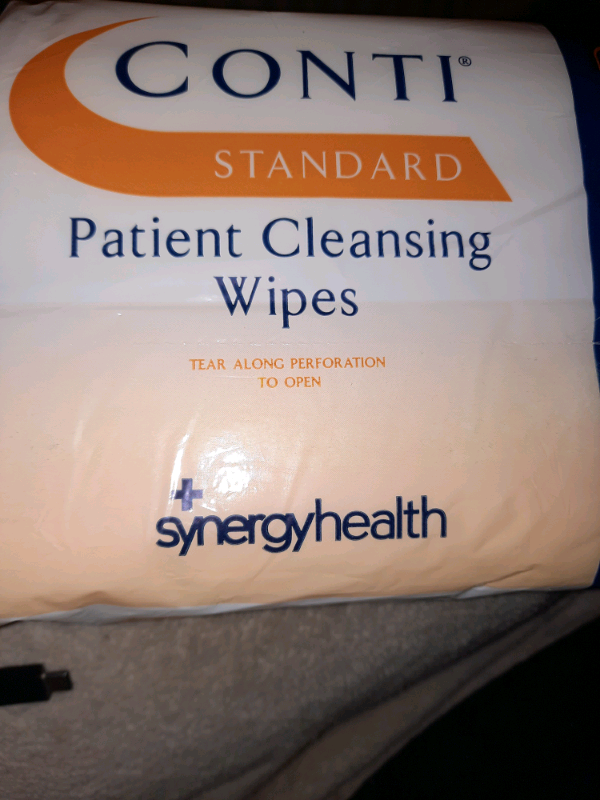 CONTI®
STANDARD
Patient Cleansing
Wipes
TEAR ALONG PERFORATION
TO OPEN
synergyhealth